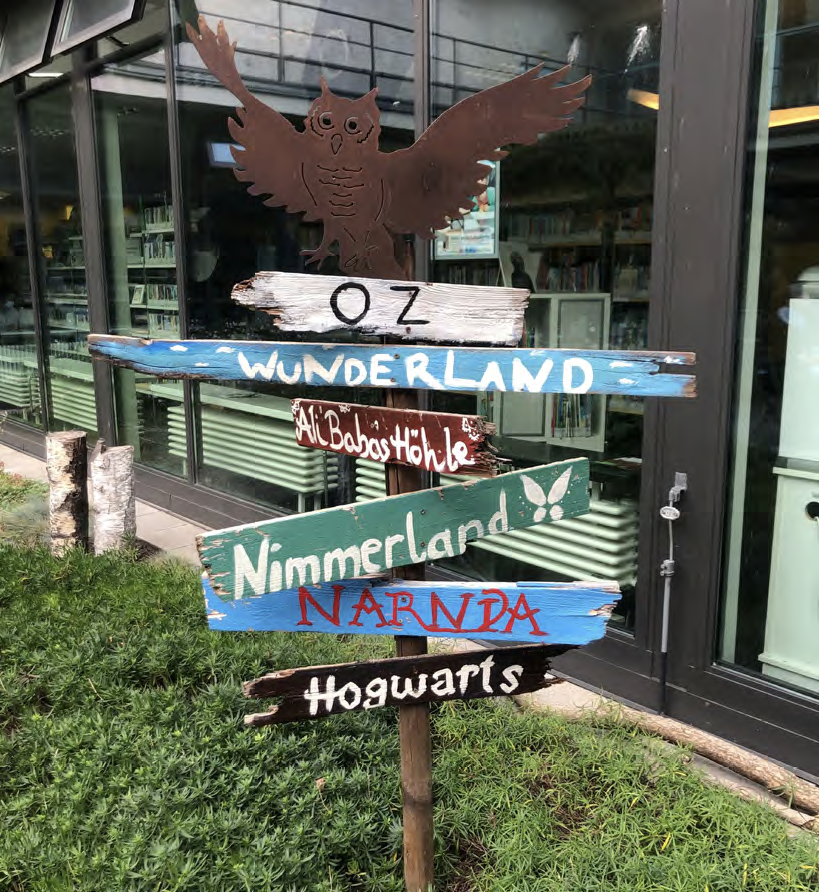 OZ
WUNDERLAND
Ali Babas Höhle
Nimmerland
NARNIA
Hogwarts